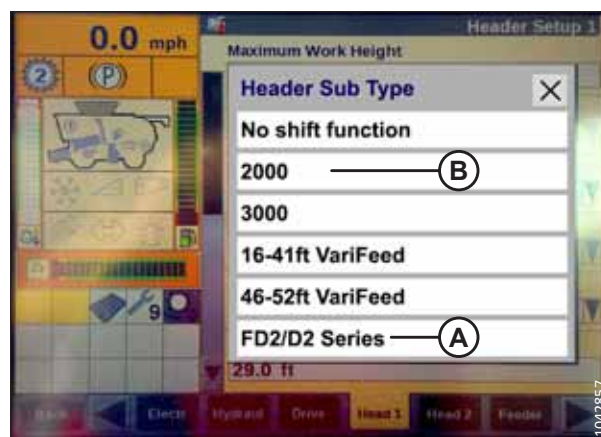 0.0 mph
Header Setup 1
Maximum Work Height
2
P
Header Sub Type
No shift function
2000
B
3000
16-41ft VariFeed
46-52ft VariFeed
9
FD2/D2 Series
A
29.0 ft
Back
Electr
Hydraul
Drive
Head 1
Head 2
Feeder
1042857